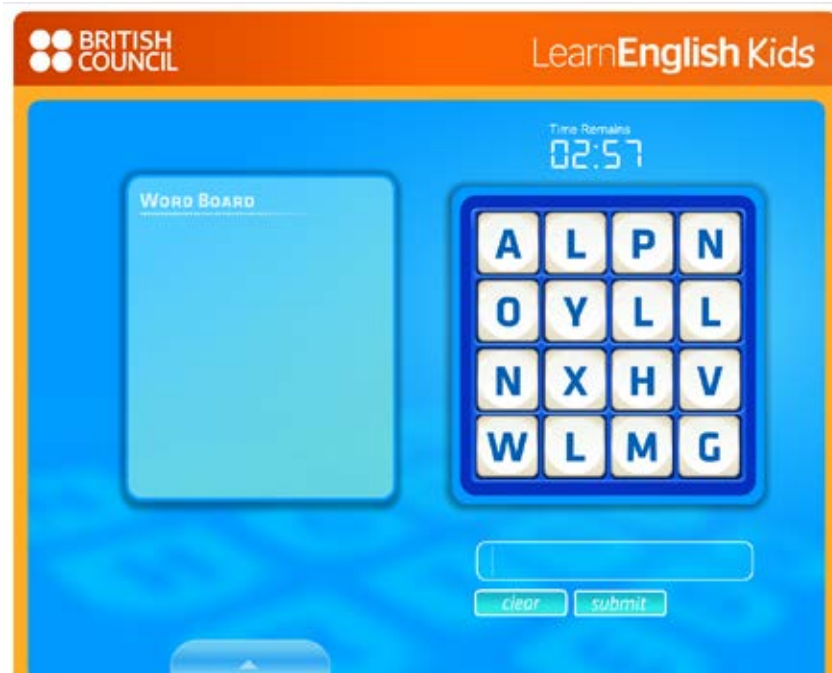 BRITISH
COUNCIL
LearnEnglish Kids
Time Remains
02:57
WORD BOARD
A L P N
O Y L L
N X H V
W L M G
clear submit